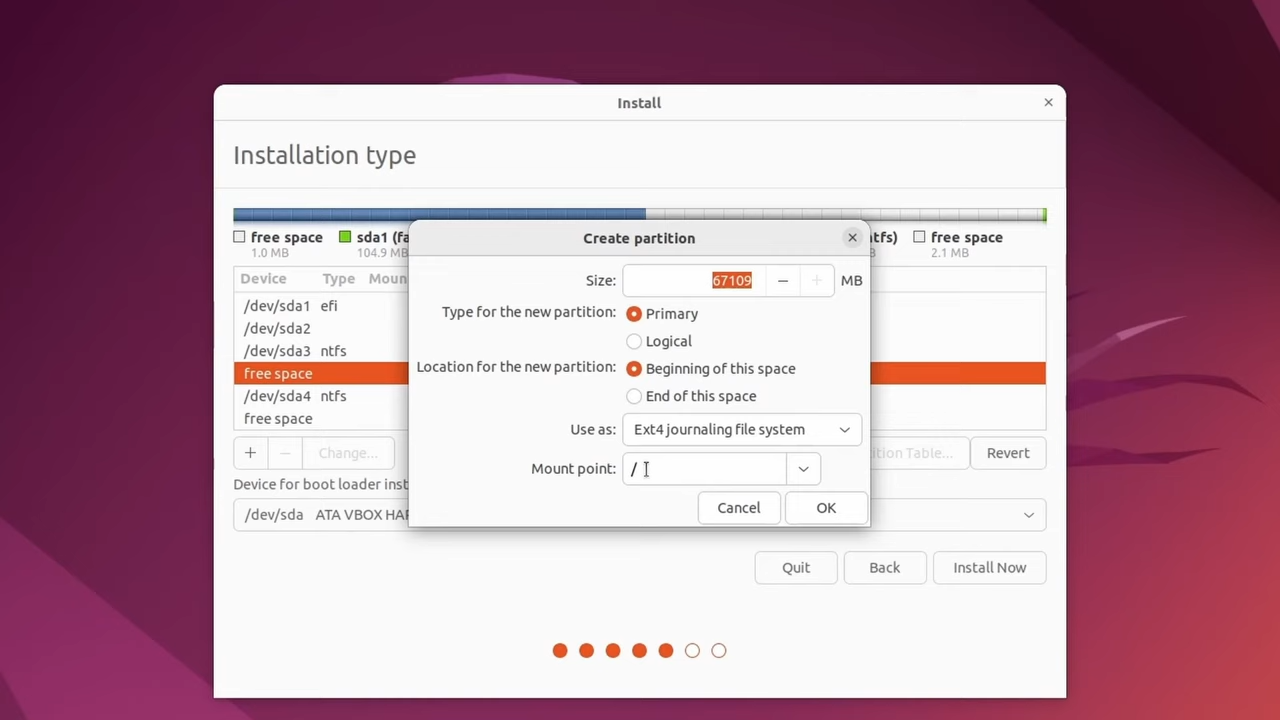 Install
Installation type
free space sda1 (fa ntfs) free space
1.0 MB 104.9 MB 2.1 MB
Create partition
Size: 67109 MB
Type for the new partition: Primary
Logical
Location for the new partition: Beginning of this space
End of this space
Use as: Ext4 journaling file system
Mount point: /
Cancel OK
Device Type Moun
/dev/sda1 efi
/dev/sda2
/dev/sda3 ntfs
free space
/dev/sda4 ntfs
free space
+ − Change... ition Table... Revert
Device for boot loader inst
/dev/sda ATA VBOX HAR
Quit Back Install Now